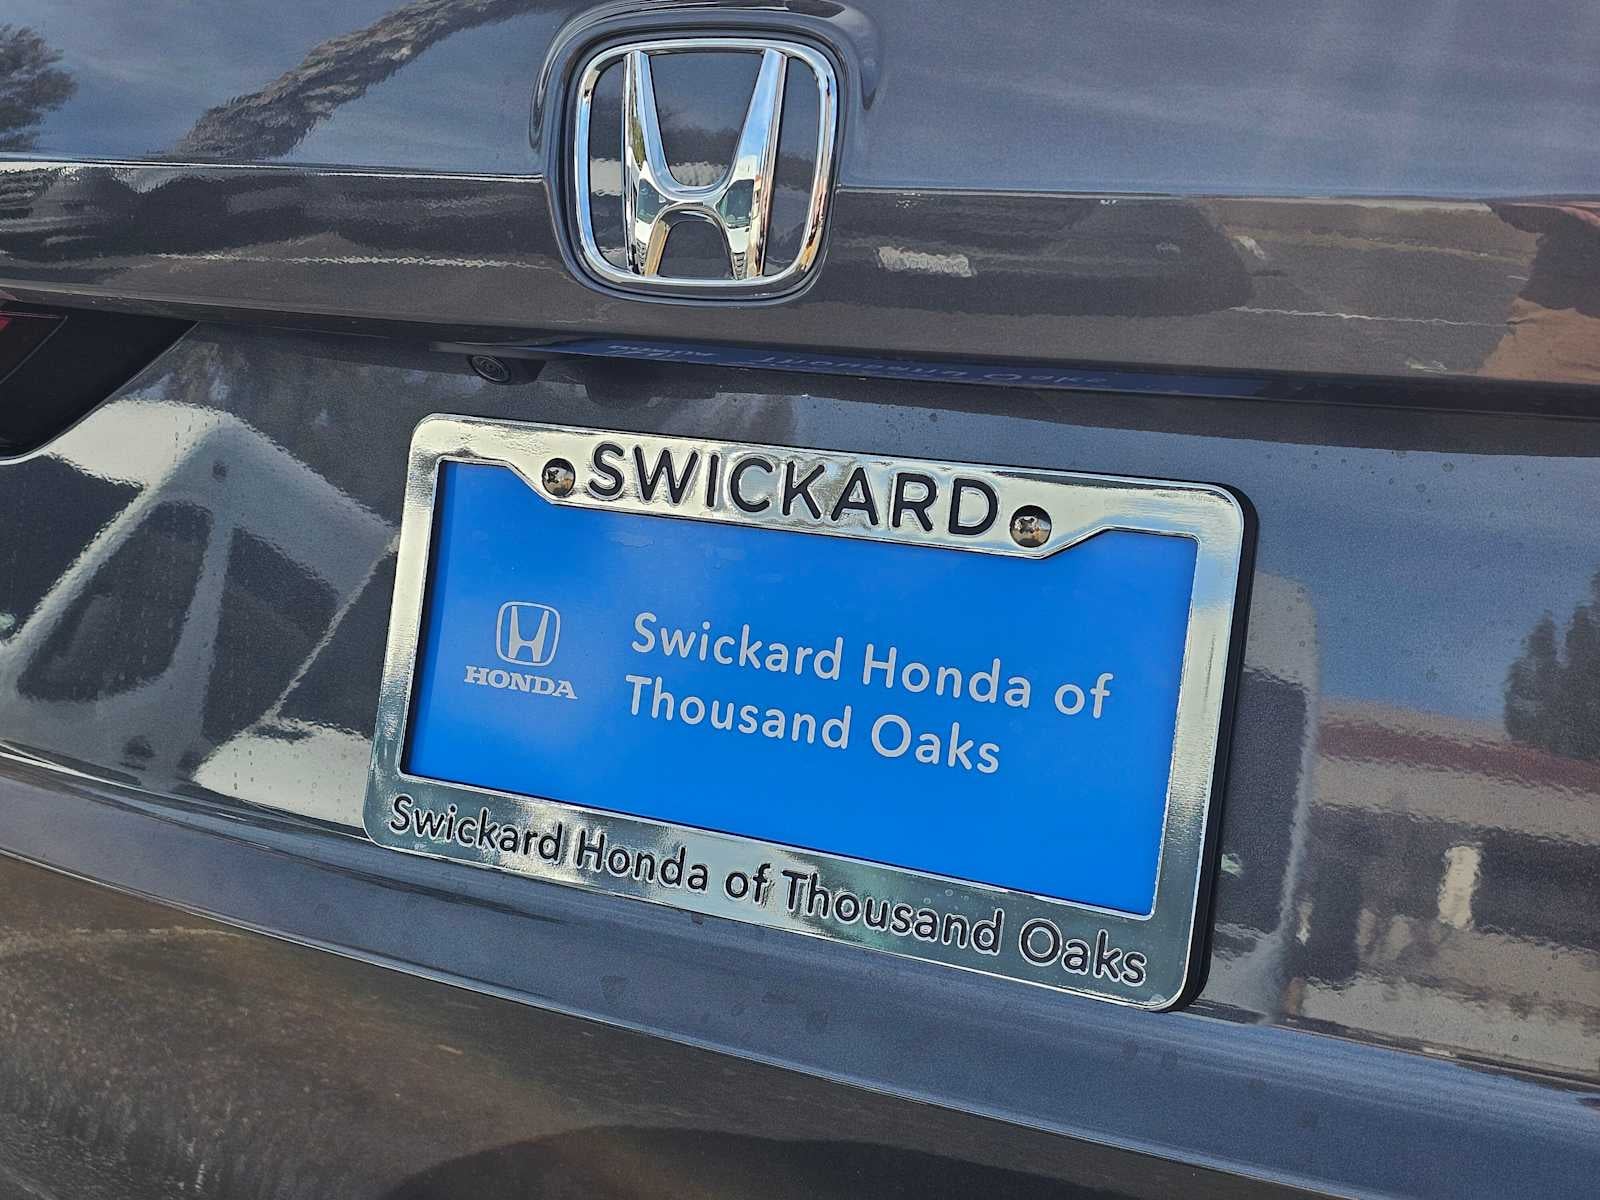 SWICKARD
HONDA
Swickard Honda of
Thousand Oaks
Swickard Honda of Thousand Oaks